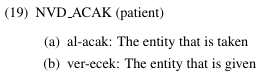 (19) NVD_ACAK (patient)
(a) al-acak: The entity that is taken
(b) ver-ecek: The entity that is given